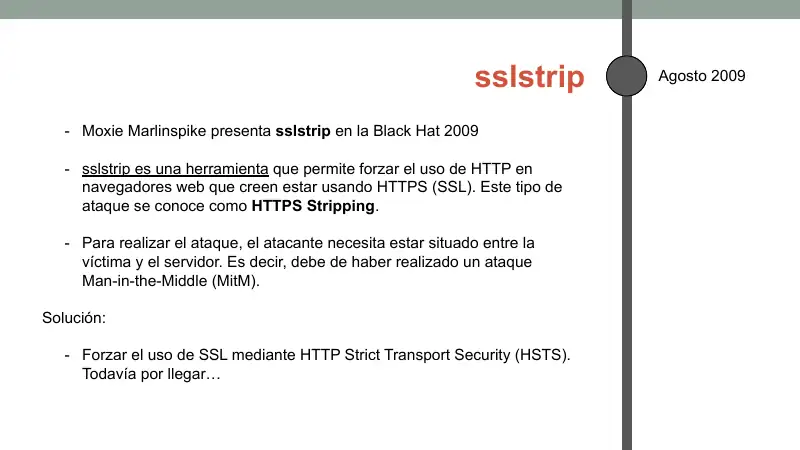 sslstrip
Agosto 2009
- Moxie Marlinspike presenta sslstrip en la Black Hat 2009
- sslstrip es una herramienta que permite forzar el uso de HTTP en
navegadores web que creen estar usando HTTPS (SSL). Este tipo de
ataque se conoce como HTTPS Stripping.
- Para realizar el ataque, el atacante necesita estar situado entre la
víctima y el servidor. Es decir, debe de haber realizado un ataque
Man-in-the-Middle (MitM).
Solución:
- Forzar el uso de SSL mediante HTTP Strict Transport Security (HSTS).
Todavía por llegar…